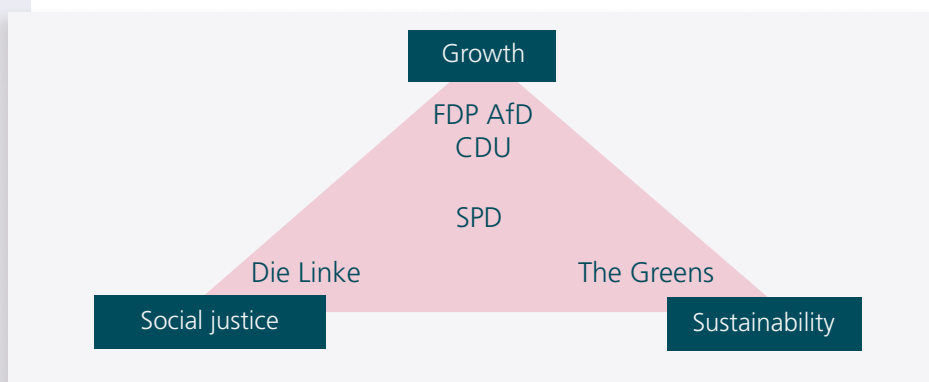 Growth
FDP AfD
CDU
SPD
Die Linke
The Greens
Social justice
Sustainability